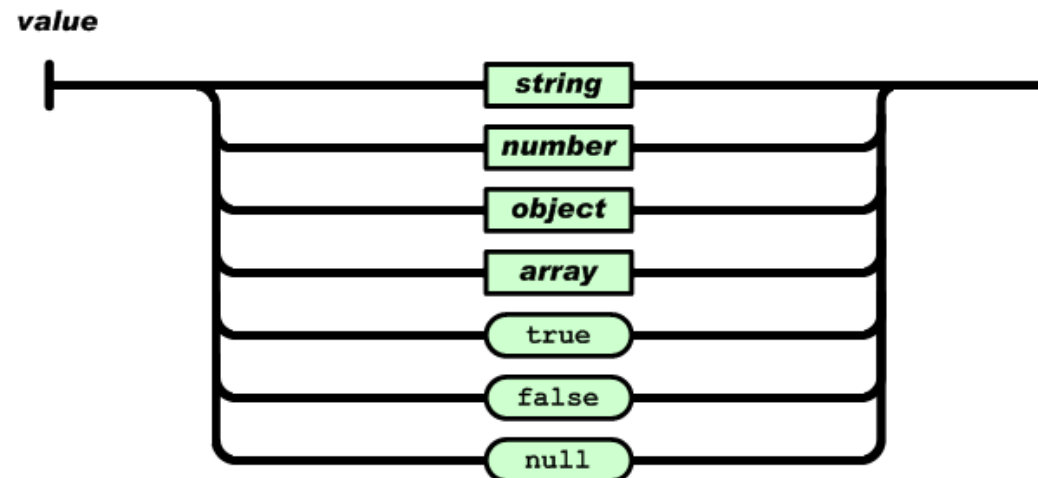 value
string
number
object
array
true
false
null